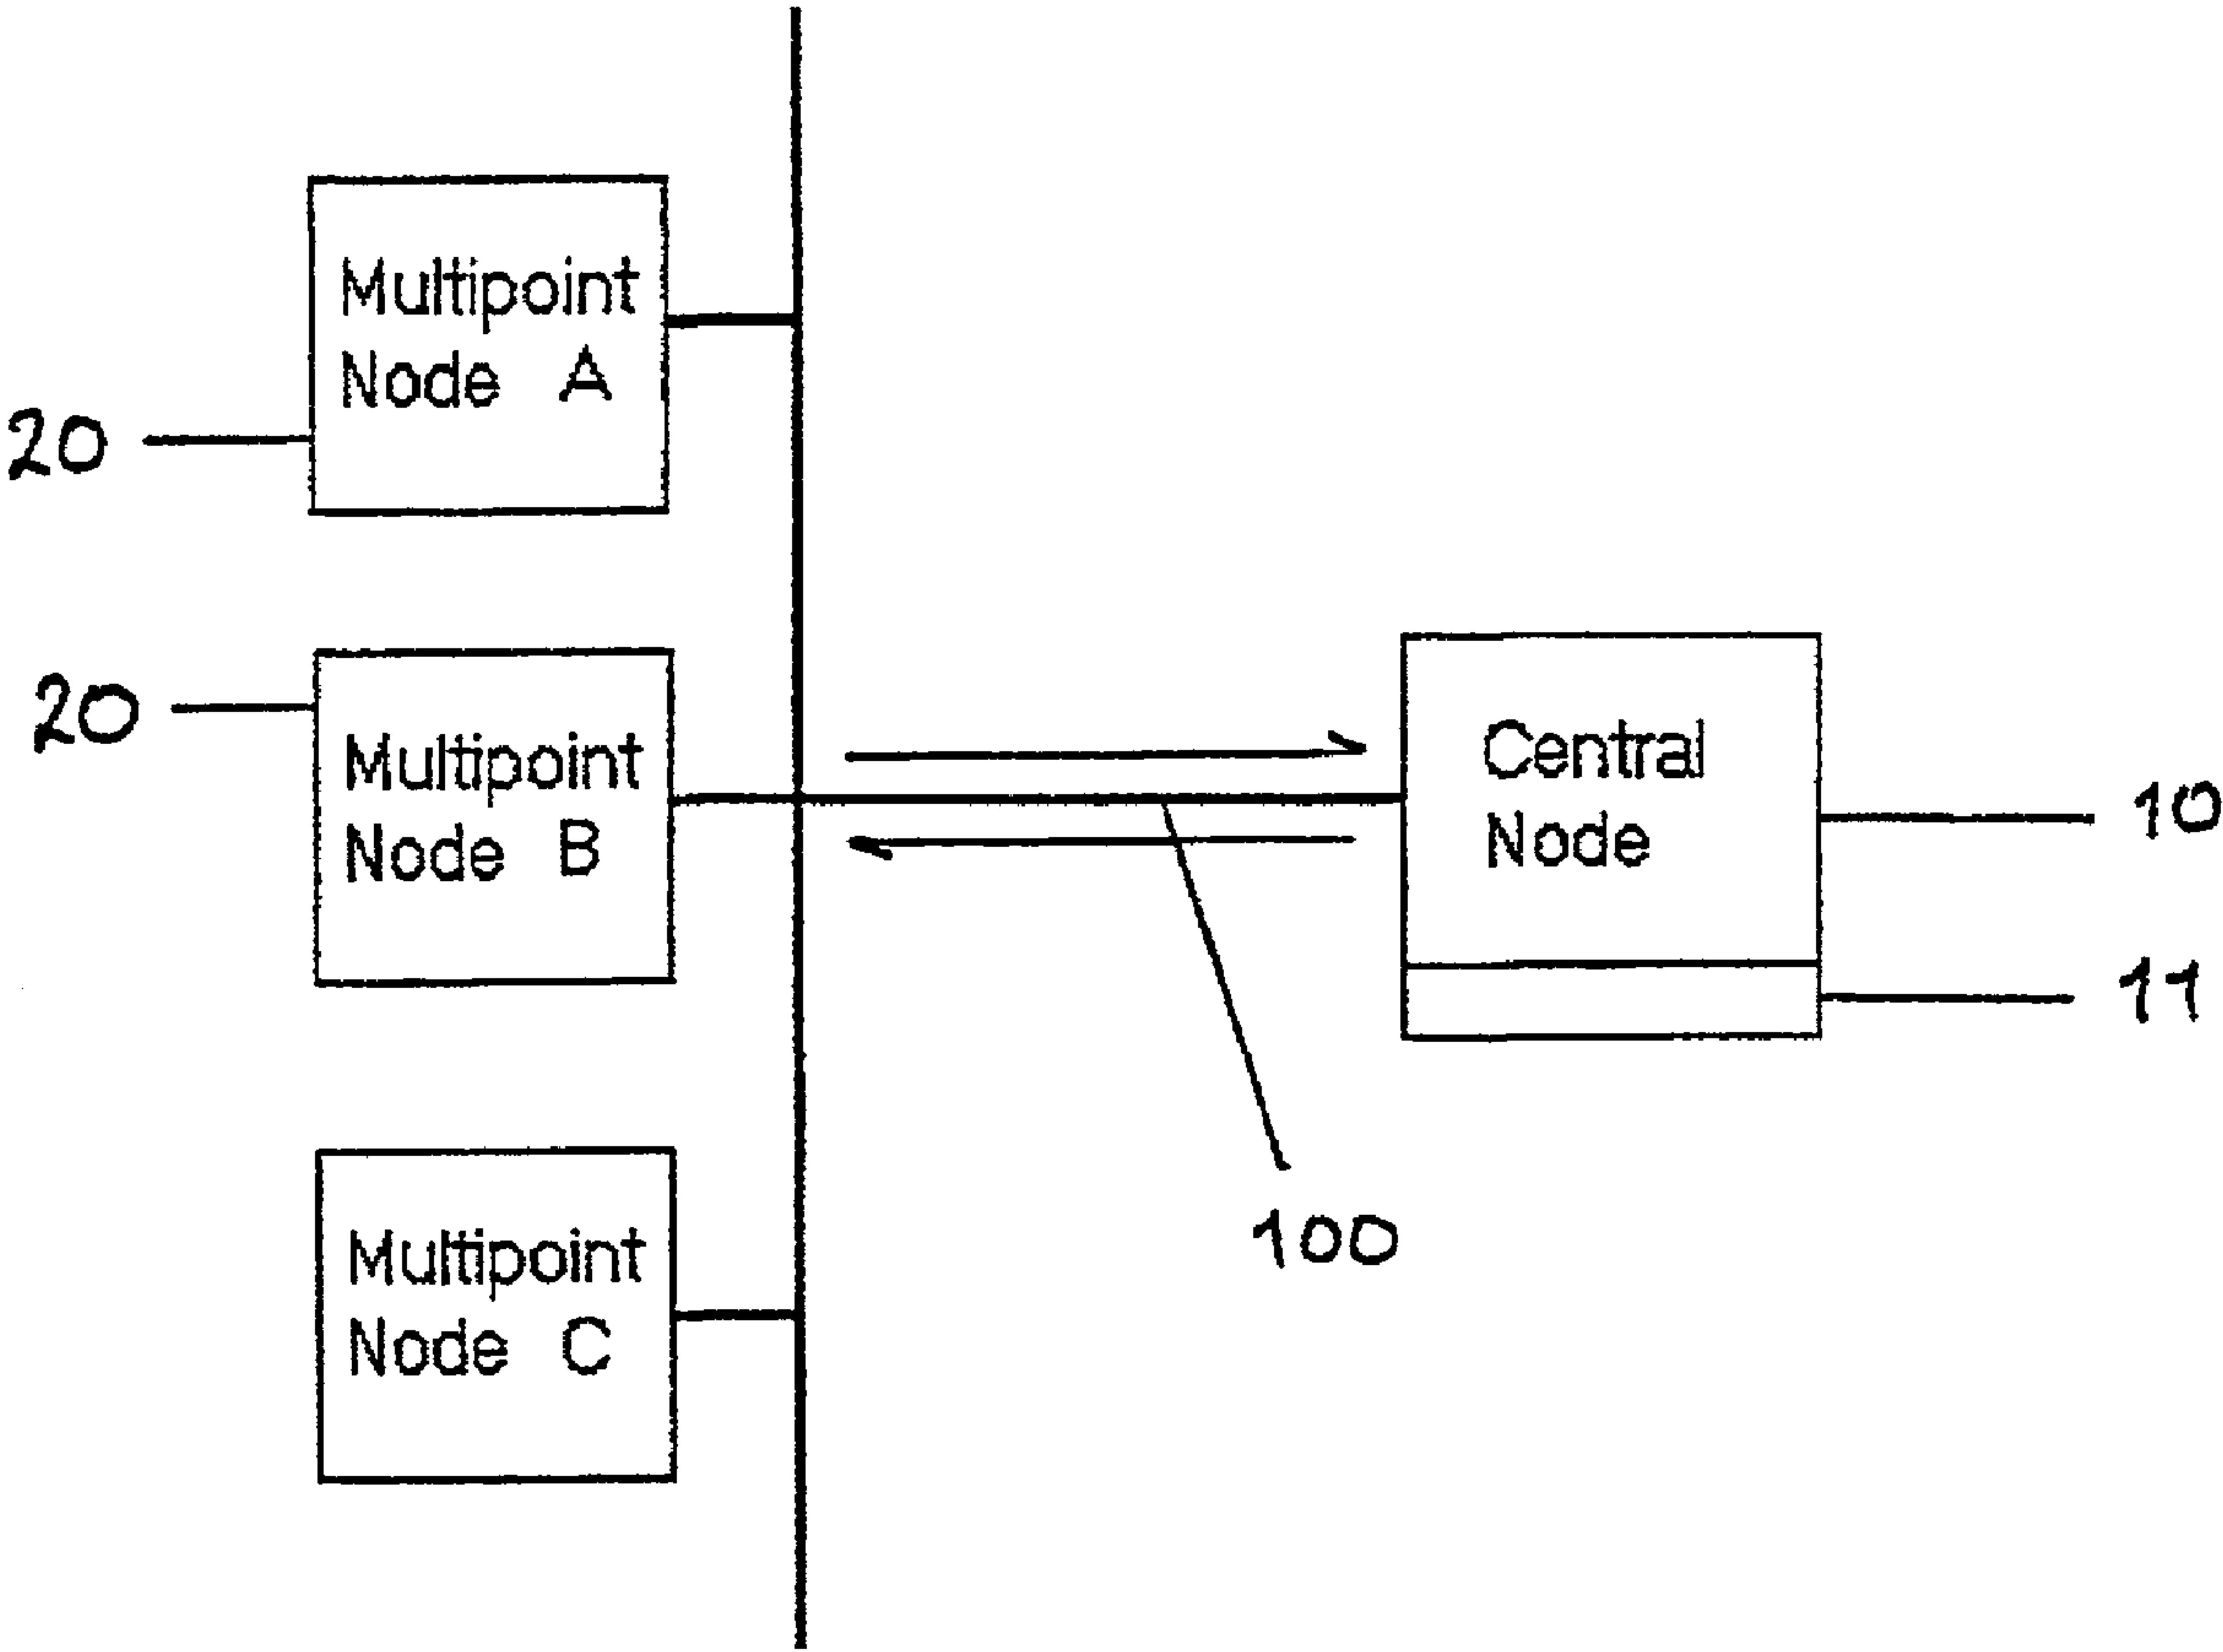 Multipoint
Node A
20
20
Multipoint
Node B
Central
Node
10
11
Multipoint
Node C
100